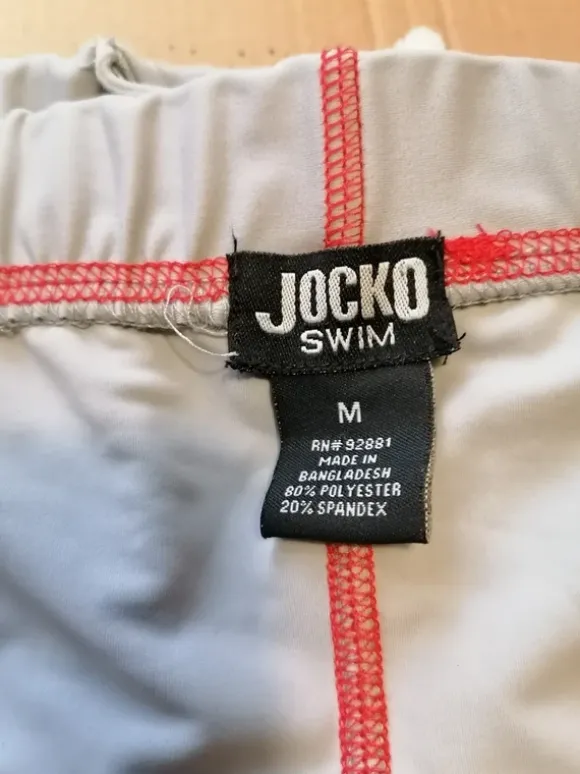 JOCKO
SWIM
M
RN# 92881
MADE IN
BANGLADESH
80% POLYESTER
20% SPANDEX